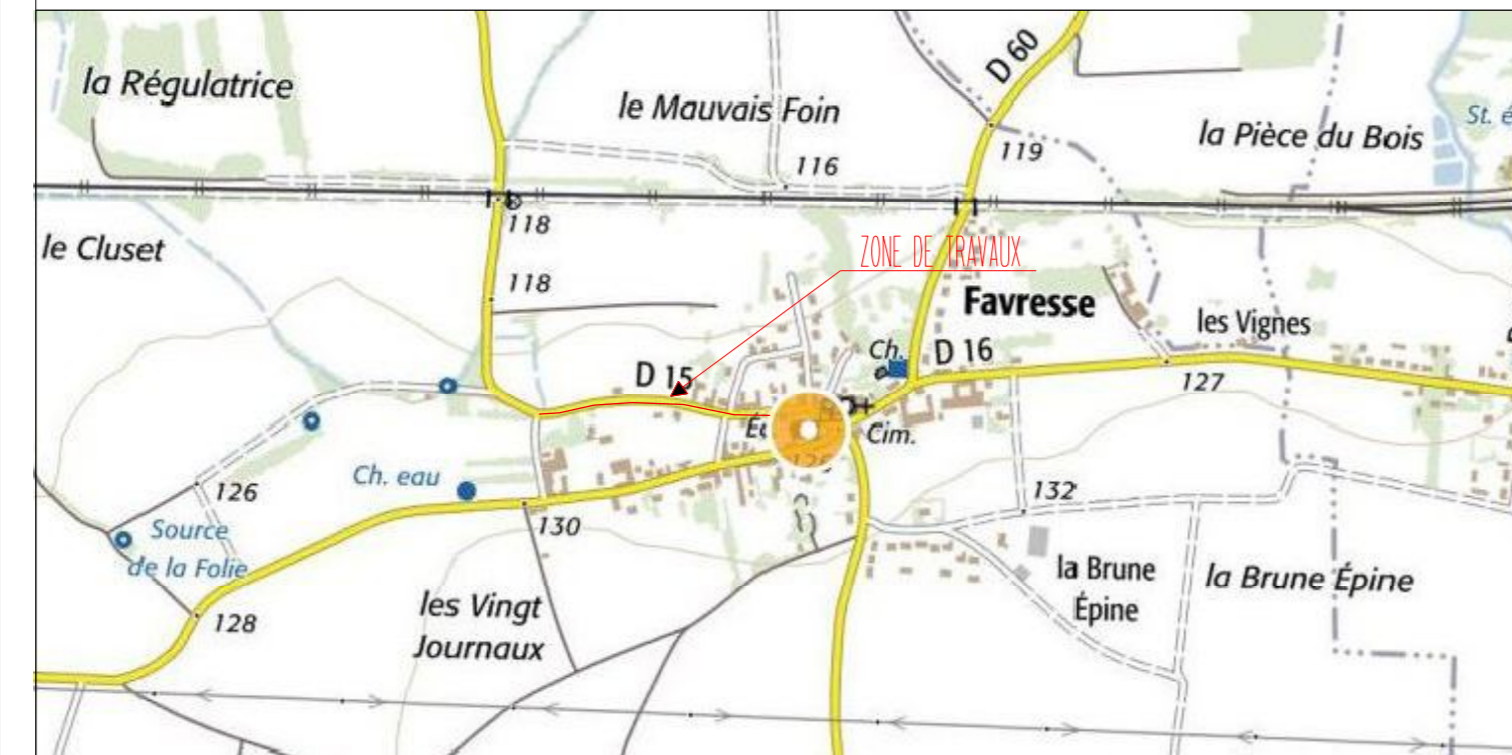 D 60
la Régulatrice
le Mauvais Foin
St. é
la Pièce du Bois
119
116
118
le Cluset
ZONE DE TRAVAUX
118
Favresse
les Vignes
Ch.
D 16
D 15
127
Cim.
Ch. eau
126
132
130
Source
de la Folie
la Brune
Épine
la Brune Épine
les Vingt
Journaux
128